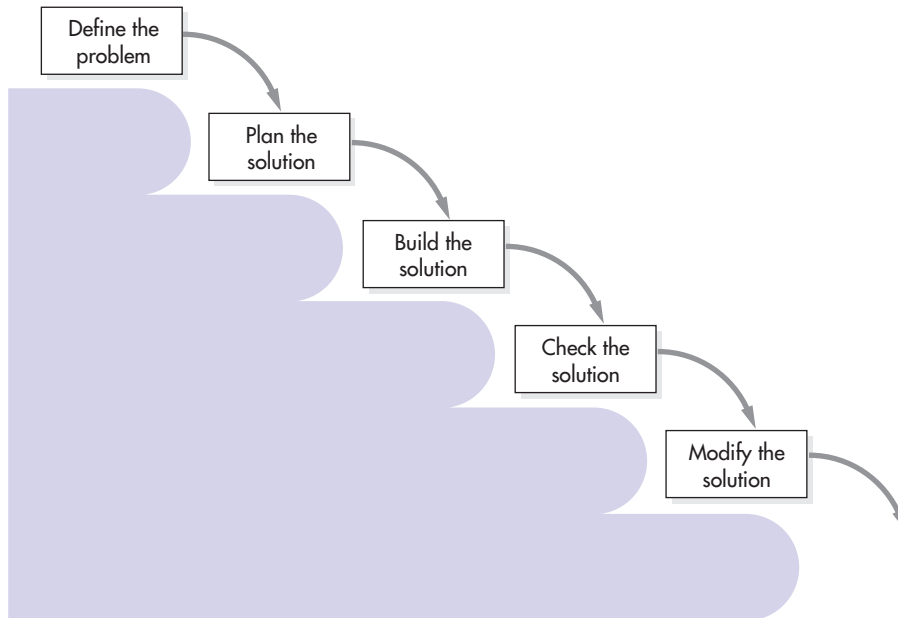 Define the
problem
Plan the
solution
Build the
solution
Check the
solution
Modify the
solution